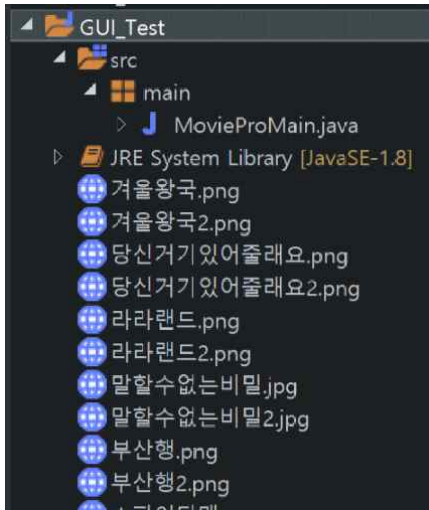 GUI_Test
src
main
MovieProMain.java
JRE System Library [JavaSE-1.8]
겨울왕국.png
겨울왕국2.png
당신거기있어줄래요.png
당신거기있어줄래요2.png
라라랜드.png
라라랜드2.png
말할수없는비밀.jpg
말할수없는비밀2.jpg
부산행.png
부산행2.png